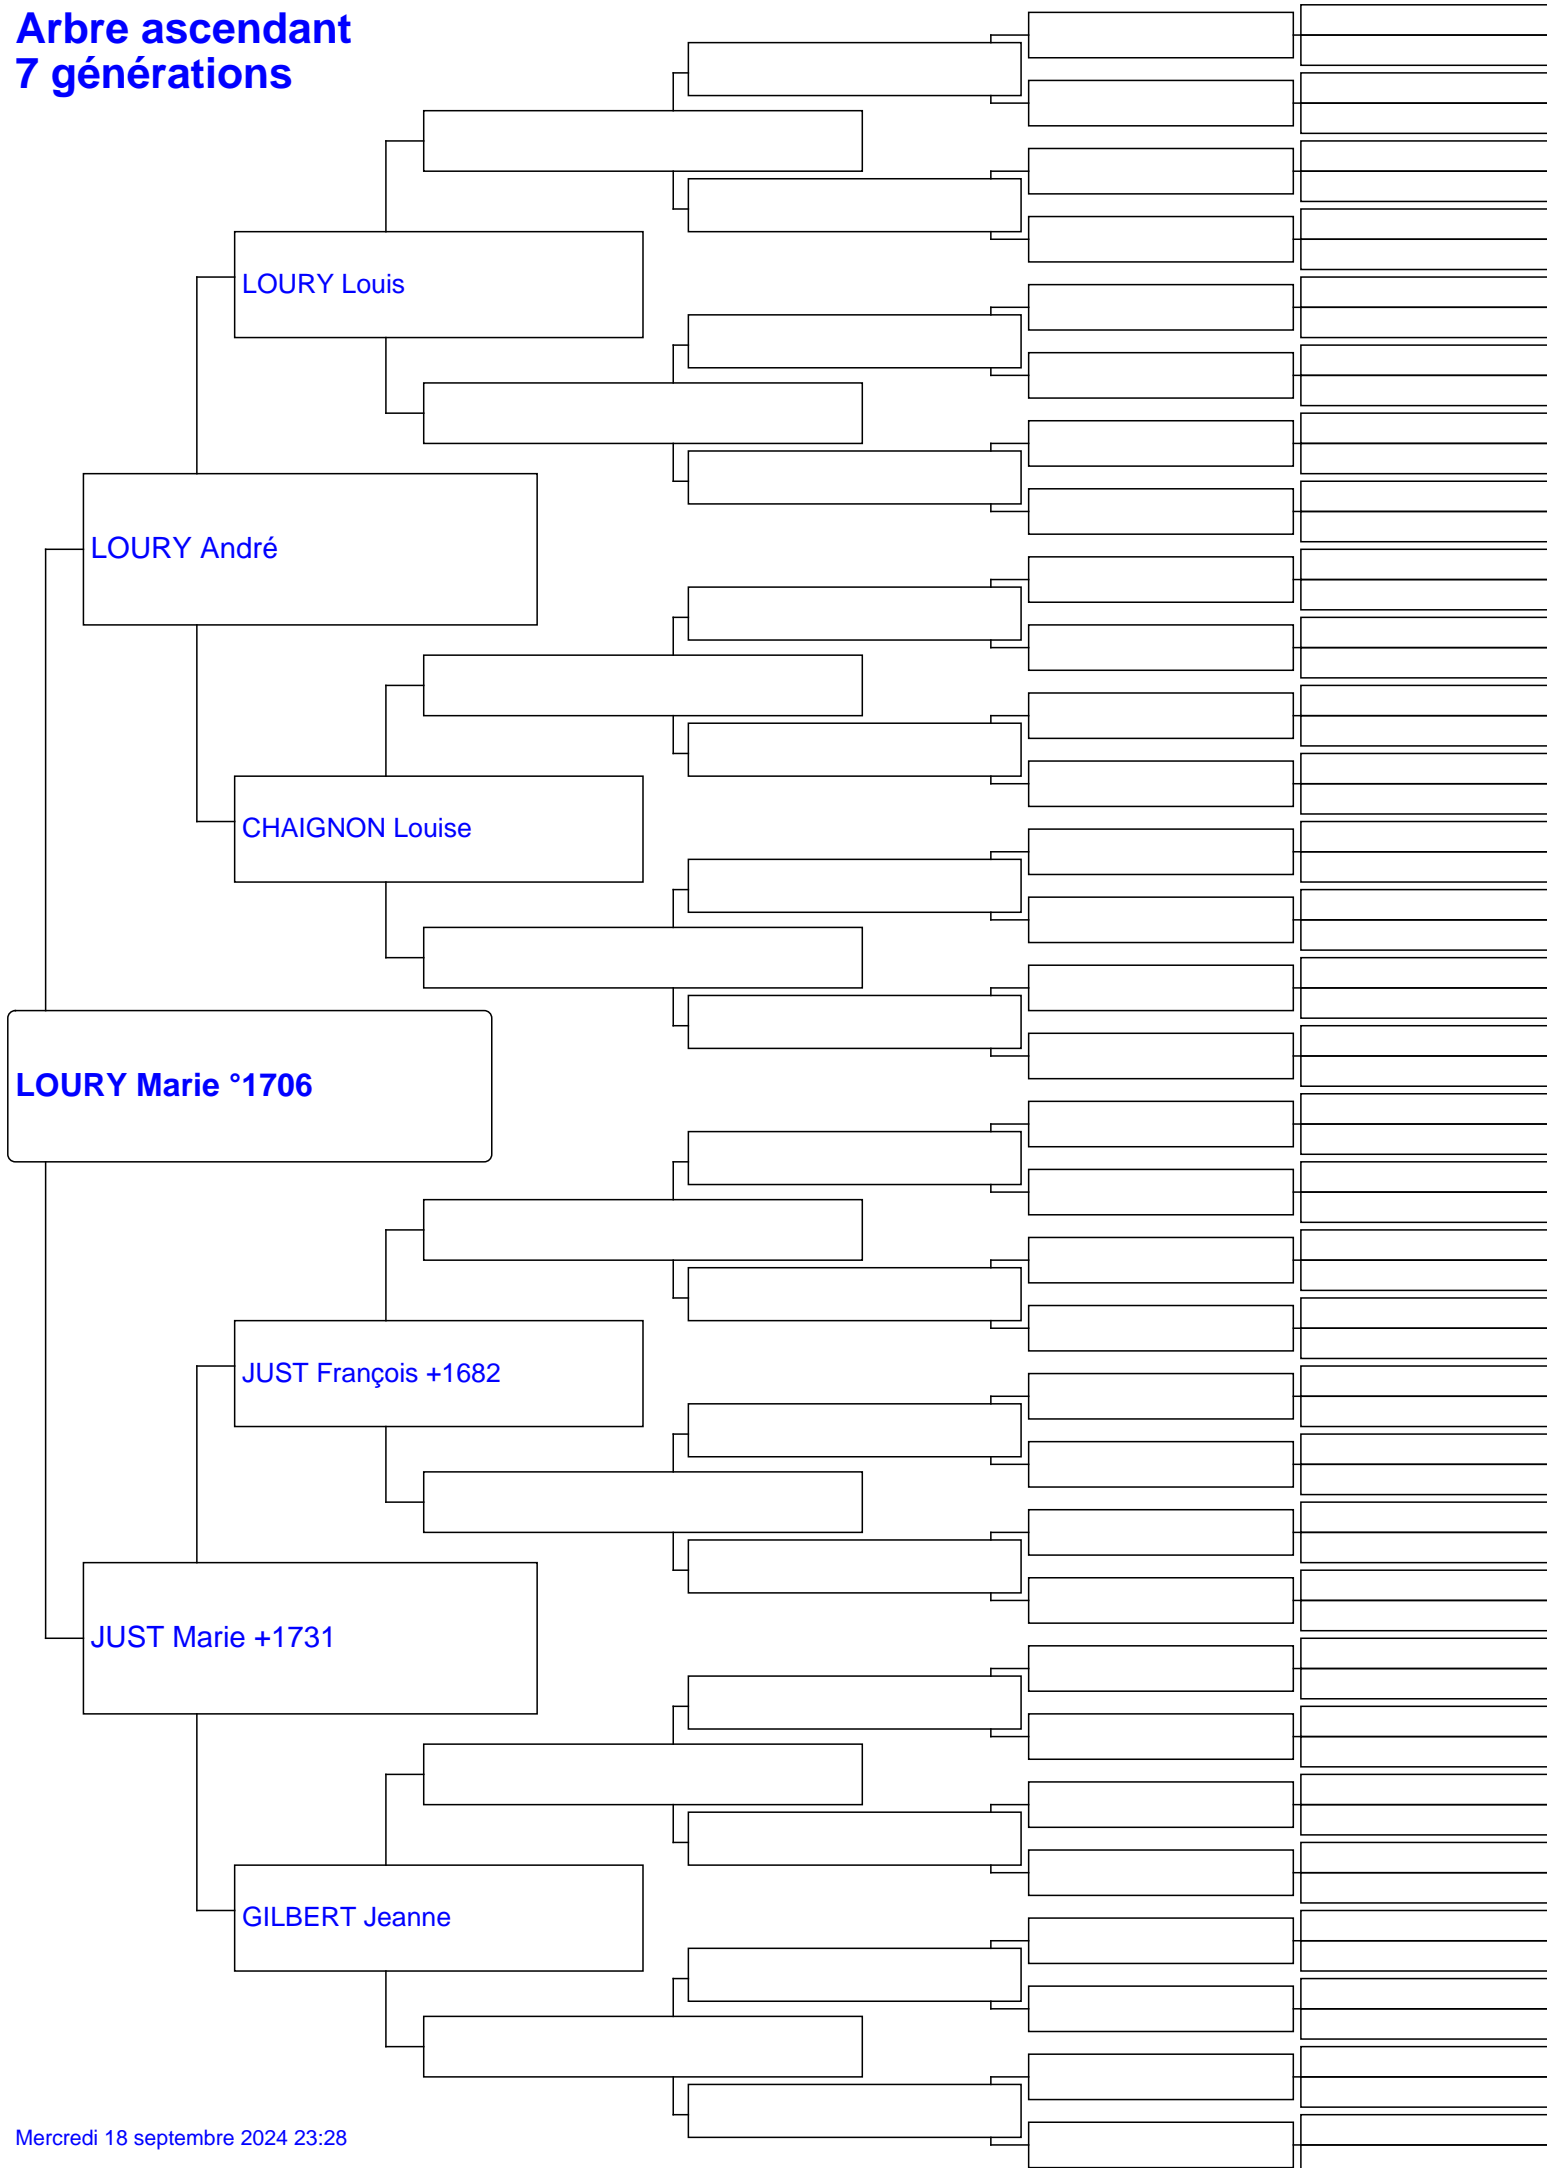 Arbre ascendant
7 générations
LOURY Louis
LOURY André
CHAIGNON Louise
LOURY Marie °1706
JUST François +1682
JUST Marie +1731
GILBERT Jeanne
Mercredi 18 septembre 2024 23:28